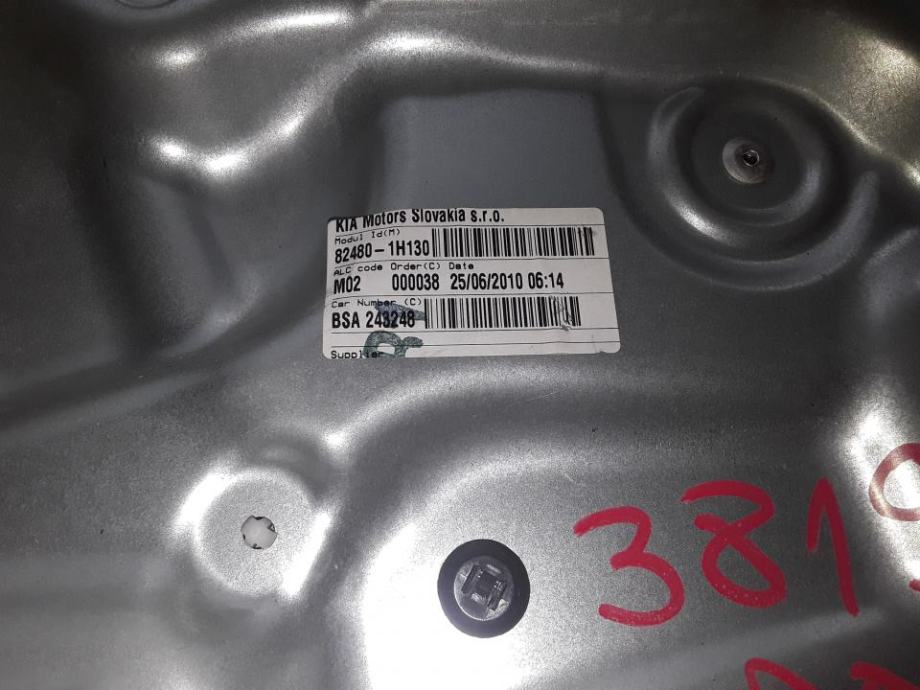 KIA Motors Slovakia s.r.o.
Modul Id(M)
82480-1H130
ALC code Order(C) Date
M02 000038 25/06/2010 06:14
Car Number (C)
BSA 243248
Supplier
3819